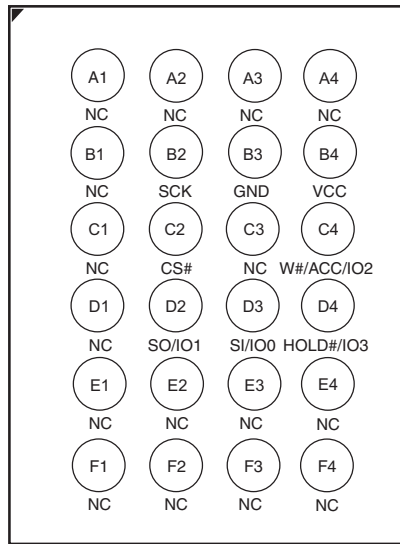 A1 A2 A3 A4
NC NC NC NC
B1 B2 B3 B4
NC SCK GND VCC
C1 C2 C3 C4
NC CS# NC W#/ACC/IO2
D1 D2 D3 D4
NC SO/IO1 SI/IO0 HOLD#/IO3
E1 E2 E3 E4
NC NC NC NC
F1 F2 F3 F4
NC NC NC NC